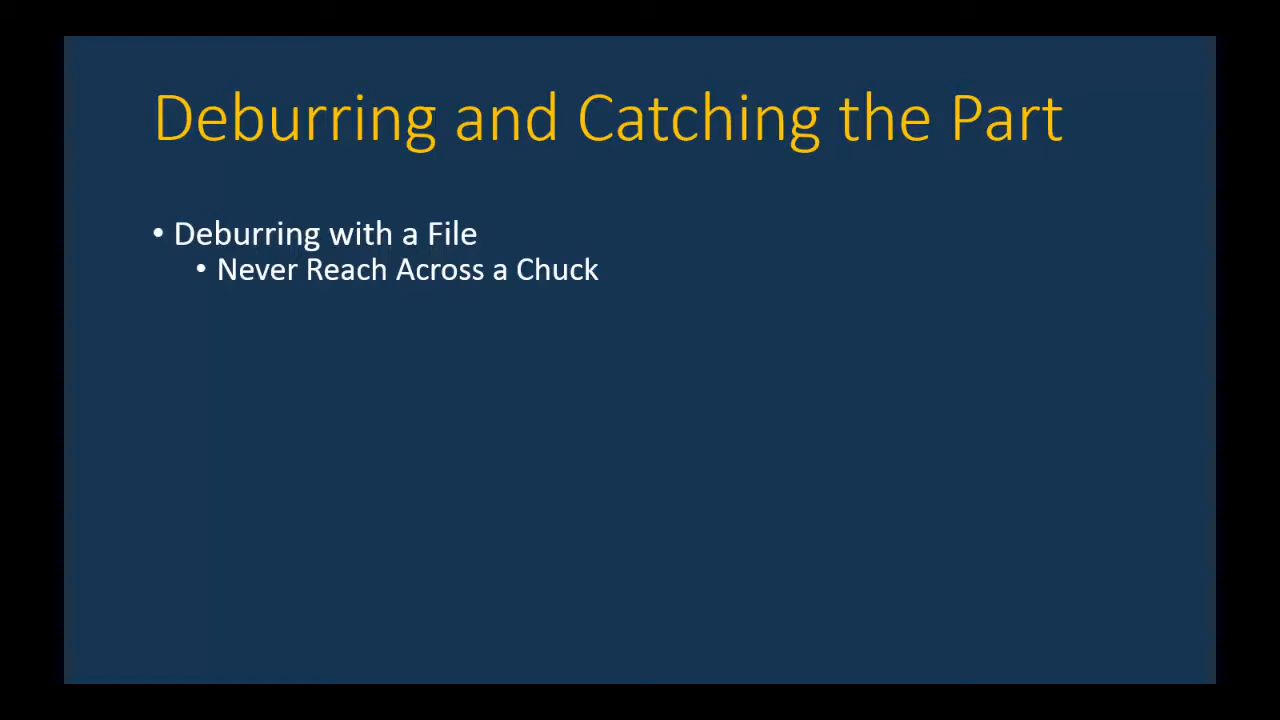 Deburring and Catching the Part
• Deburring with a File
• Never Reach Across a Chuck